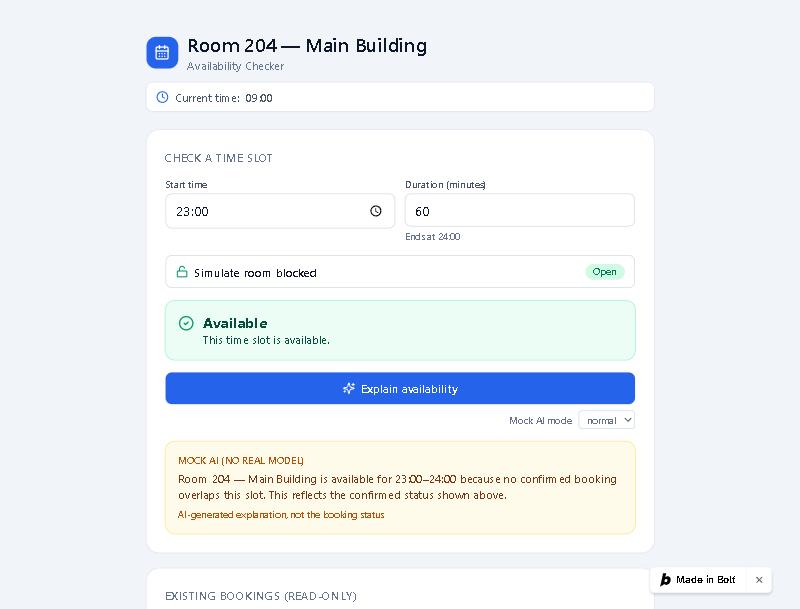 Room 204 — Main Building
Availability Checker
Current time: 09:00
CHECK A TIME SLOT
Start time
Duration (minutes)
23:00
60
Ends at 24:00
Simulate room blocked
Open
Available
This time slot is available.
Explain availability
Mock AI mode
normal
MOCK AI (NO REAL MODEL)
Room 204 — Main Building is available for 23:00–24:00 because no confirmed booking
overlaps this slot. This reflects the confirmed status shown above.
AI-generated explanation, not the booking status
EXISTING BOOKINGS (READ-ONLY)
Made in Bolt